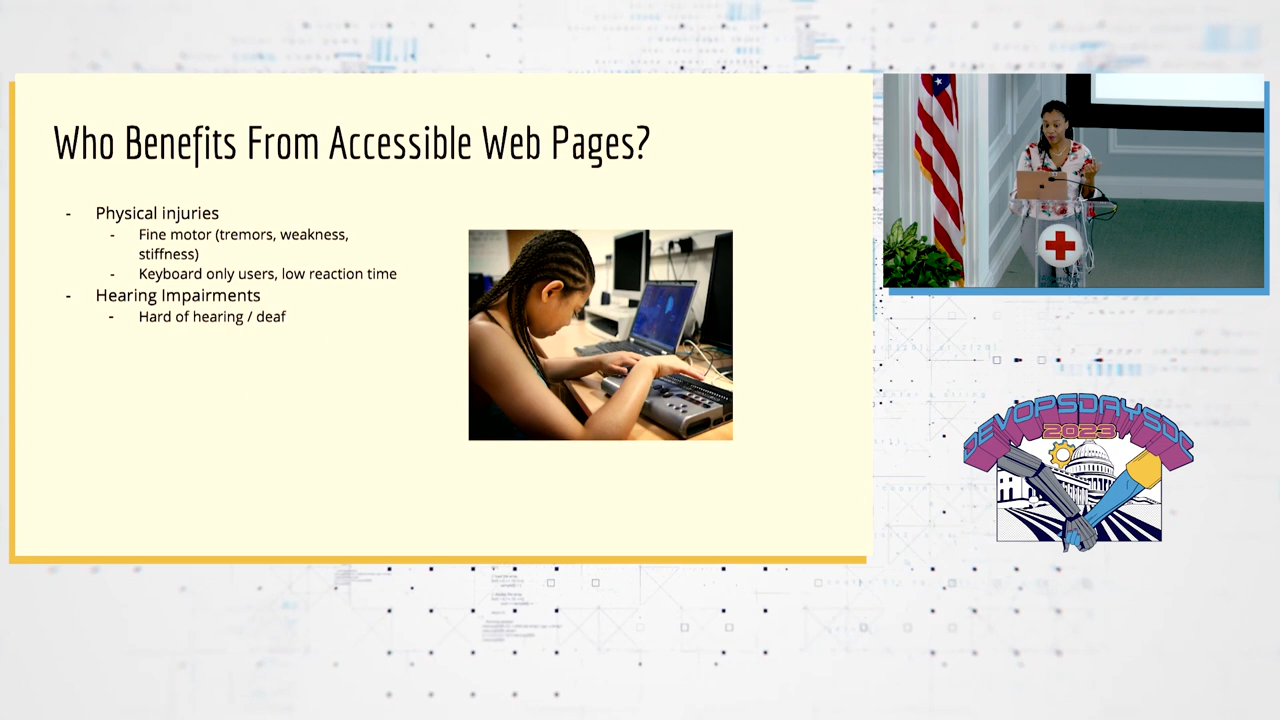 Who Benefits From Accessible Web Pages?
- Physical injuries
- Fine motor (tremors, weakness,
stiffness)
- Keyboard only users, low reaction time
- Hearing Impairments
- Hard of hearing / deaf
DEVOPSDAYSDC
2023